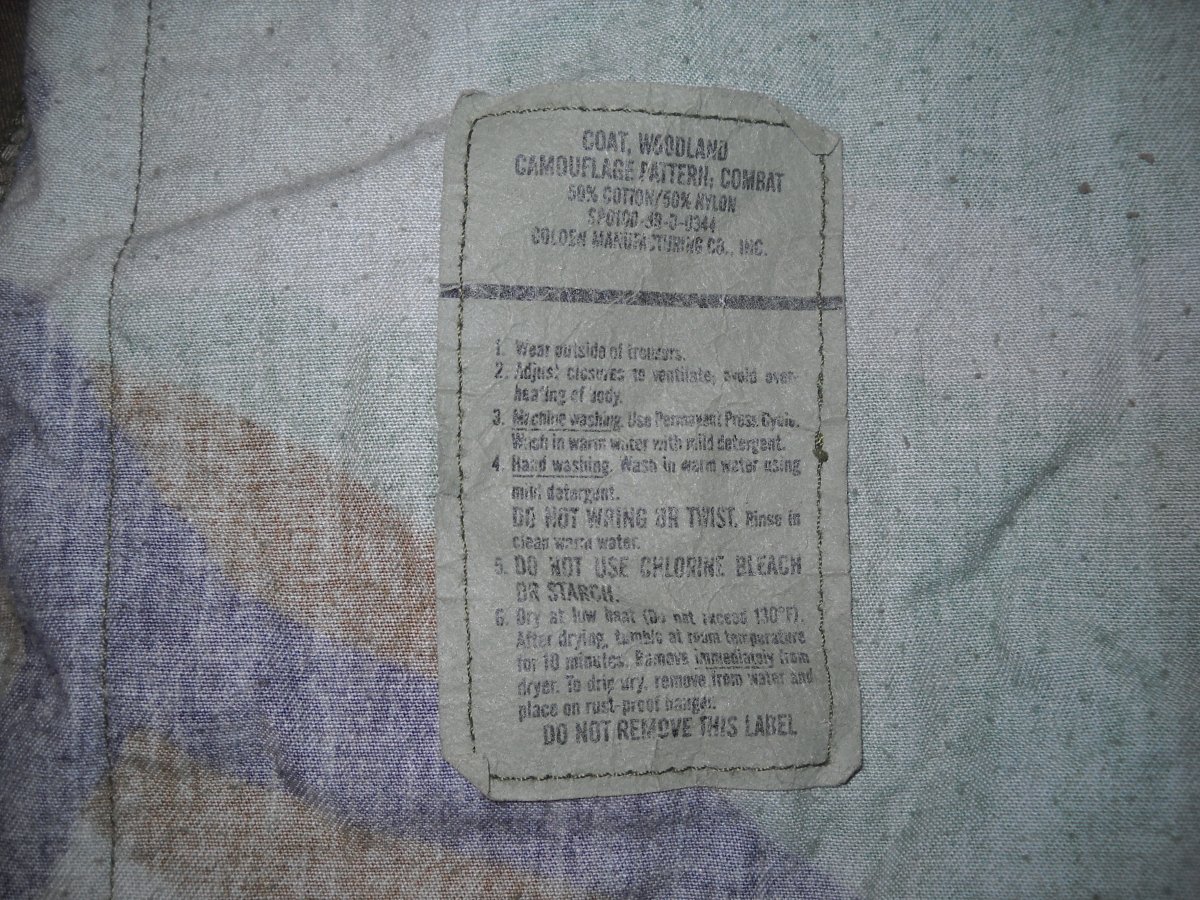 COAT, WOODLAND
CAMOUFLAGE PATTERN, COMBAT
50% COTTON/50% NYLON
GOLDEN MANUFACTURING CO., INC.
1. Wear outside of trousers.
2. Adjust closures to ventilate, avoid over-
heating of body.
3. Machine washing. Use Permanent Press Cycle.
Wash in warm water with mild detergent.
4. Hand washing. Wash in warm water using
mild detergent.
DO NOT WRING OR TWIST. Rinse in
clean warm water.
5. DO NOT USE CHLORINE BLEACH
OR STARCH.
6. Dry at low heat (Do not exceed 130°F).
After drying, tumble at room temperature
for 10 minutes. Remove immediately from
dryer. To drip dry, remove from water and
place on rust-proof hanger.
DO NOT REMOVE THIS LABEL